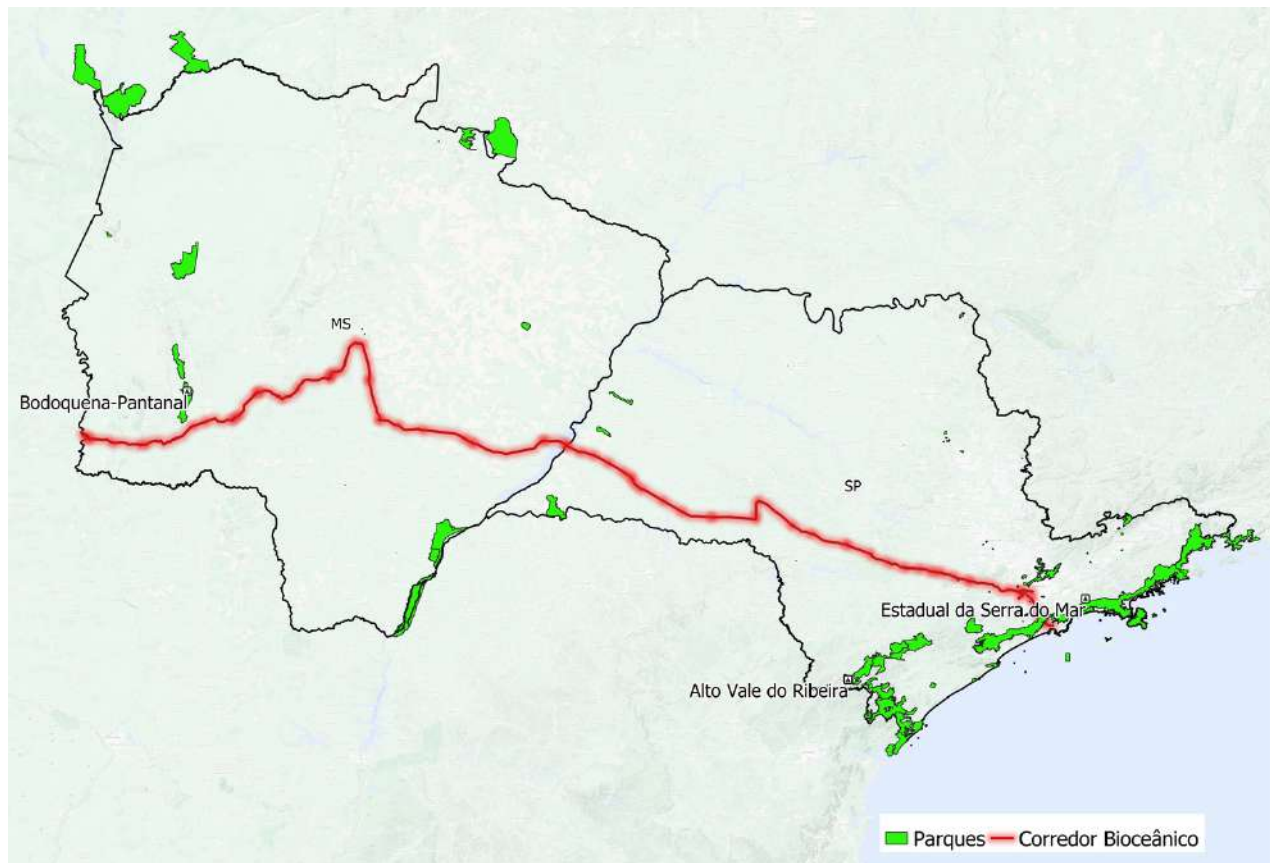 MS
Bodoquena-Pantanal
SP
Estadual da Serra do Mar
Alto Vale do Ribeira
Parques
Corredor Bioceânico